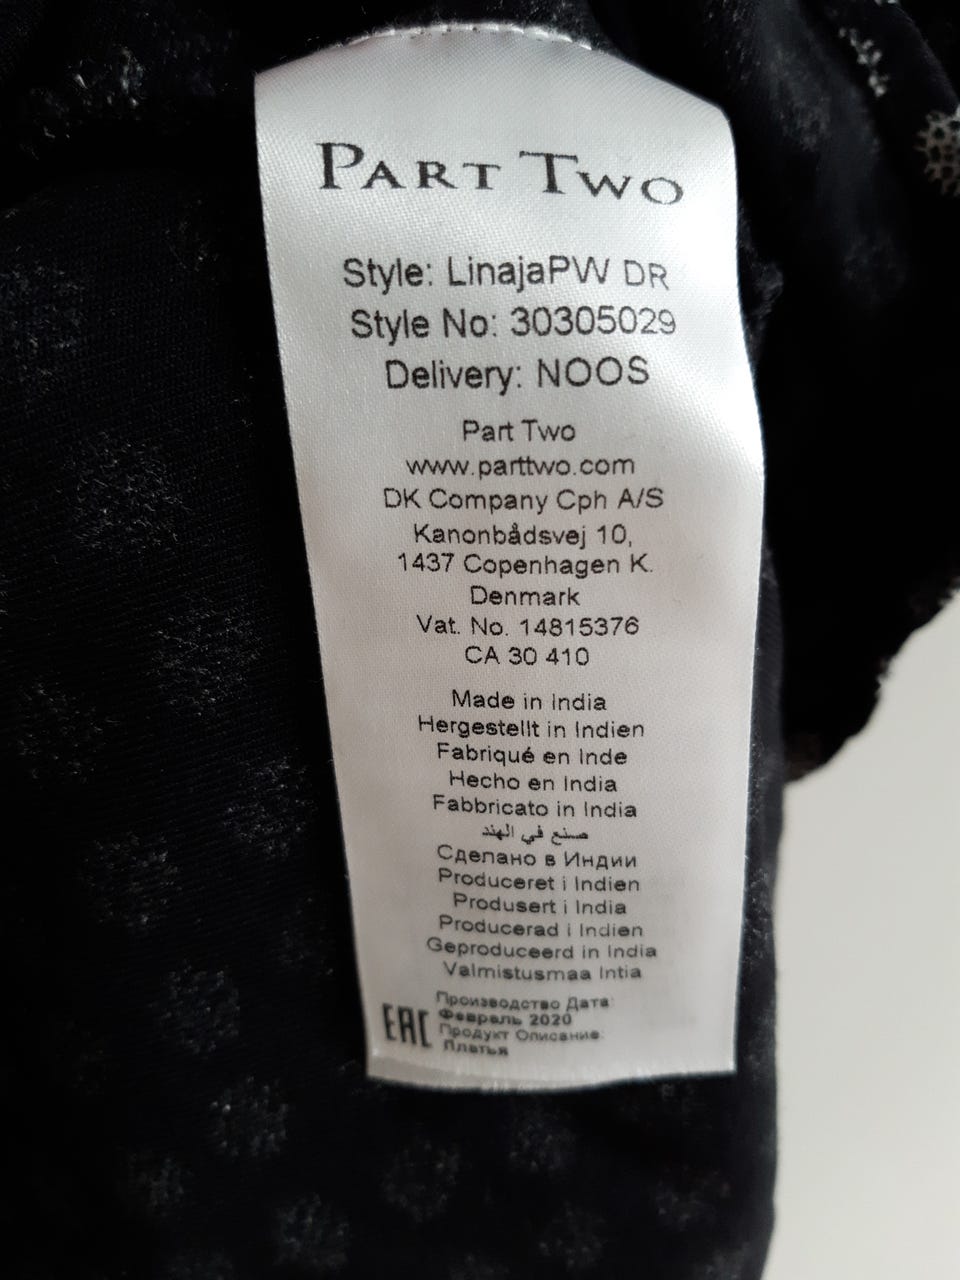 PART TWO
Style: LinajaPW DR
Style No: 30305029
Delivery: NOOS
Part Two
www.parttwo.com
DK Company Cph A/S
Kanonbådsvej 10,
1437 Copenhagen K.
Denmark
Vat. No. 14815376
CA 30 410
Made in India
Hergestellt in Indien
Fabriqué en Inde
Hecho en India
Fabbricato in India
صنع في الهند
Сделано в Индии
Produceret i Indien
Produsert i India
Producerad i Indien
Geproduceerd in India
Valmistusmaa Intia
EAC
Производство Дата:
Февраль 2020
Продукт Описание:
Платья